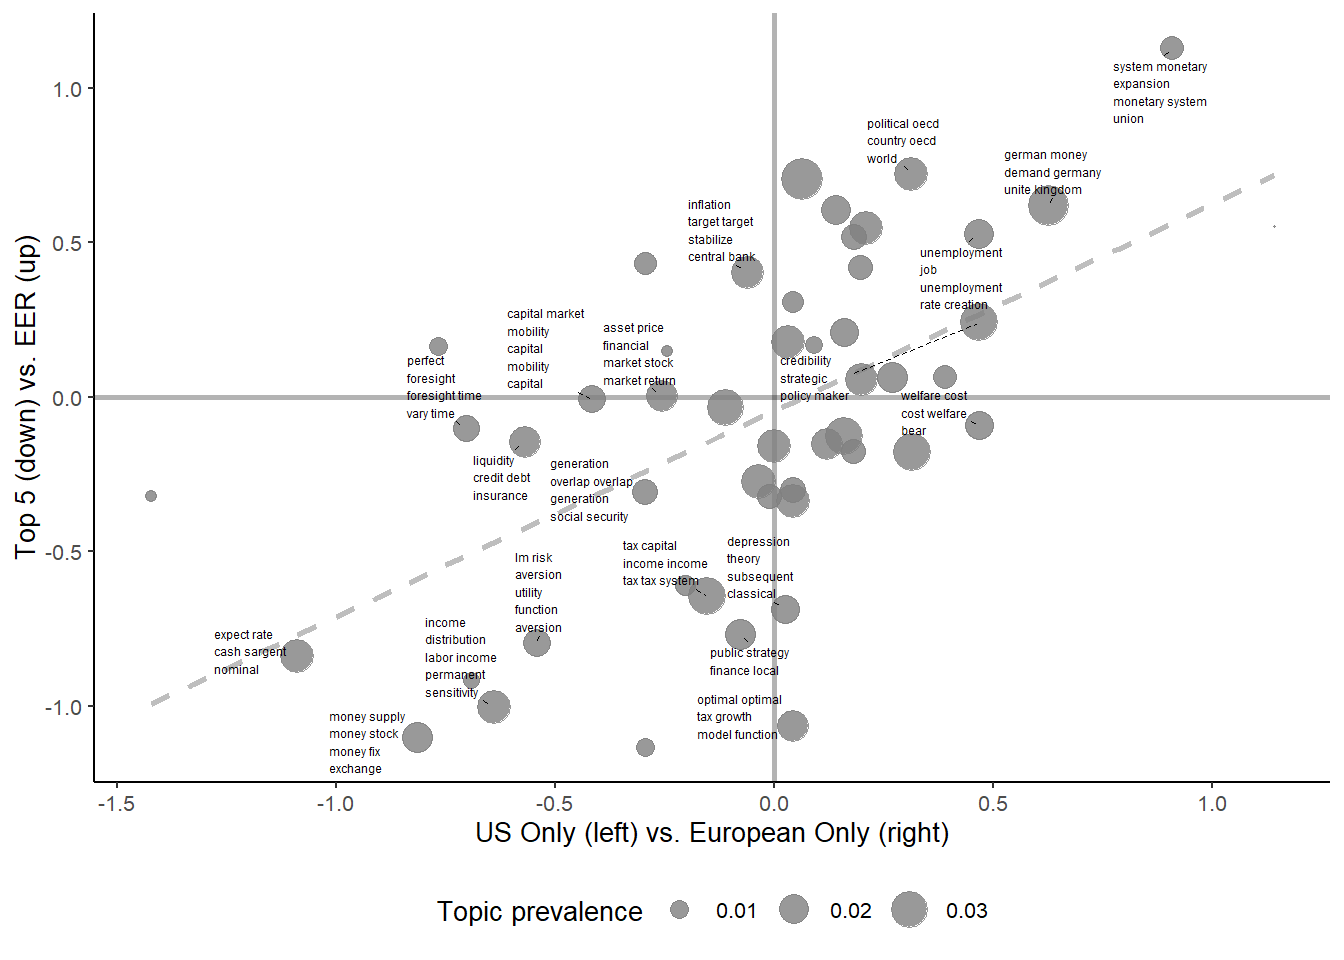 system monetary
expansion
monetary system
union
political oecd
country oecd
world
german money
demand germany
unite kingdom
inflation
target target
stabilize
central bank
unemployment
job
unemployment
rate creation
capital market
mobility
capital
mobility
capital
asset price
financial
market stock
market return
perfect
foresight
foresight time
vary time
credibility
strategic
policy maker
welfare cost
cost welfare
bear
liquidity
credit debt
insurance
generation
overlap overlap
generation
social security
tax capital
income income
tax tax system
depression
theory
subsequent
classical
lm risk
aversion
utility
function
aversion
income
distribution
labor income
permanent
sensitivity
expect rate
cash sargent
nominal
public strategy
finance local
optimal optimal
tax growth
model function
money supply
money stock
money fix
exchange
1.0
0.5
0.0
-0.5
-1.0
Top 5 (down) vs. EER (up)
-1.5 -1.0 -0.5 0.0 0.5 1.0
US Only (left) vs. European Only (right)
Topic prevalence 0.01 0.02 0.03